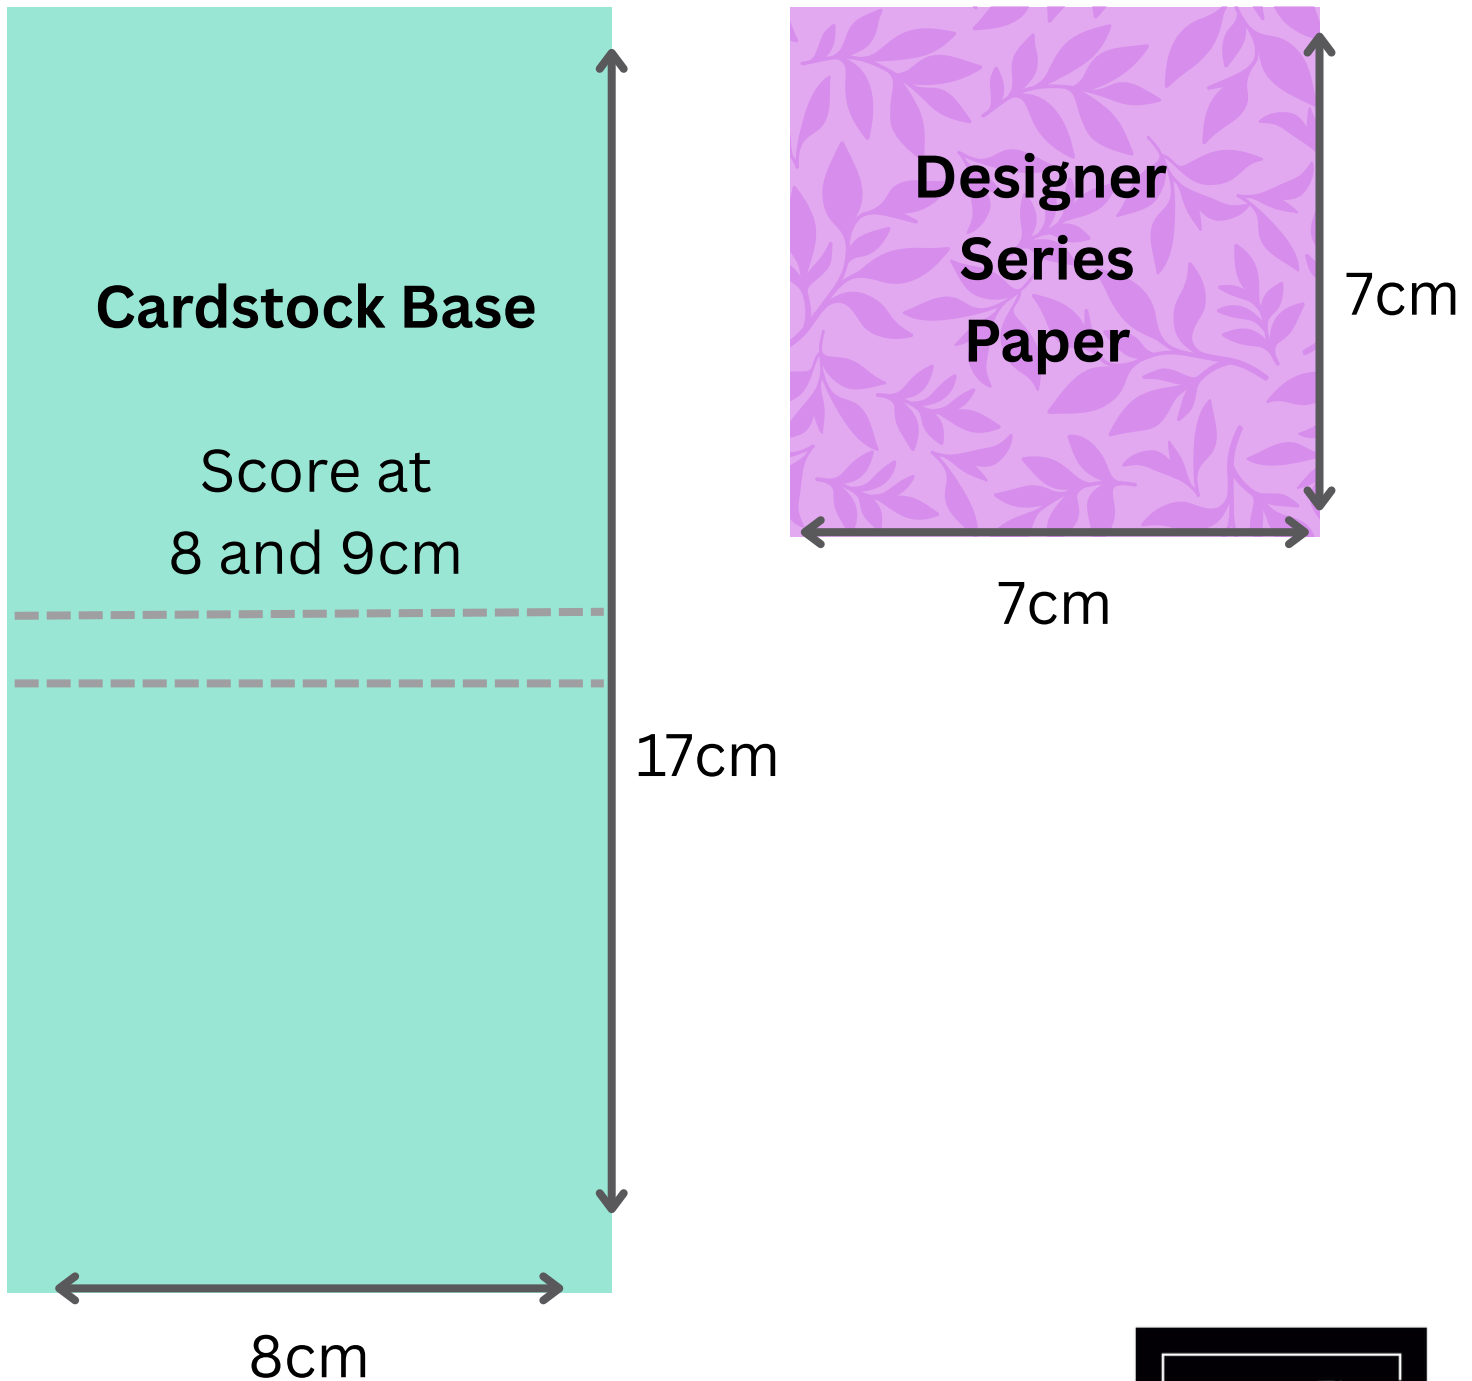 Cardstock Base
Score at
8 and 9cm
17cm
8cm
Designer
Series
Paper
7cm
7cm